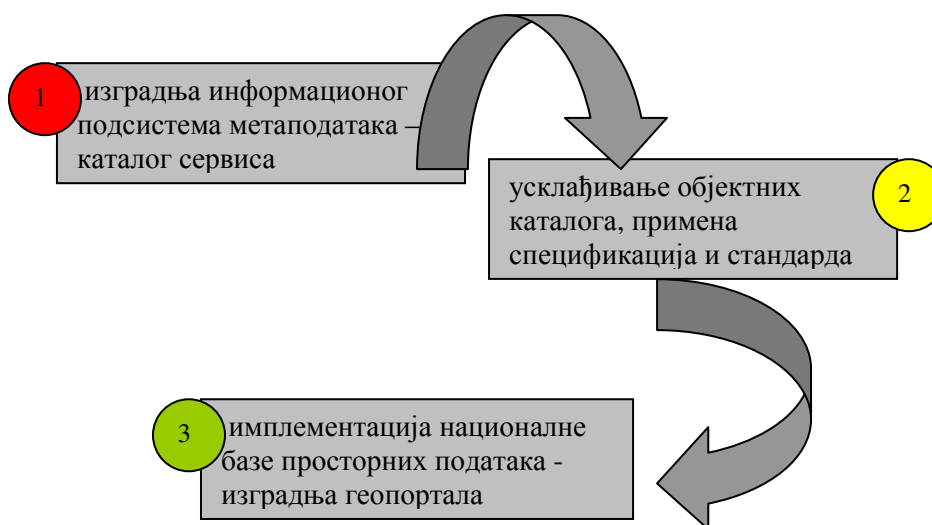 1
изградња информационог
подсистема метаподатака –
каталог сервиса
усклађивање објектних
каталога, примена
спецификација и стандарда
2
3
имплементација националне
базе просторних података -
изградња геопортала